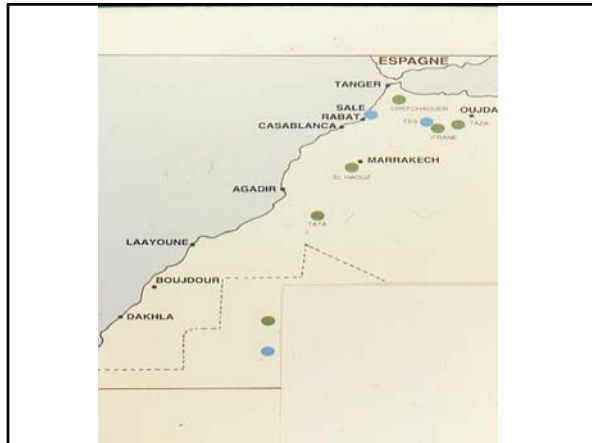 ESPAGNE
TANGER
CHEFCHAOUEN
SALE
RABAT
OUJDA
FES
TAZA
CASABLANCA
IFRANE
MARRAKECH
EL HAOUZ
AGADIR
TATA
LAAYOUNE
BOUJDOUR
DAKHLA